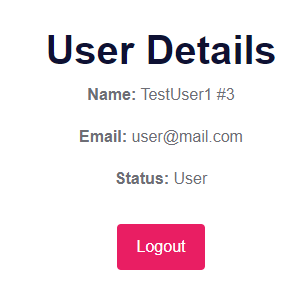 User Details
Name: TestUser1 #3
Email: user@mail.com
Status: User
Logout